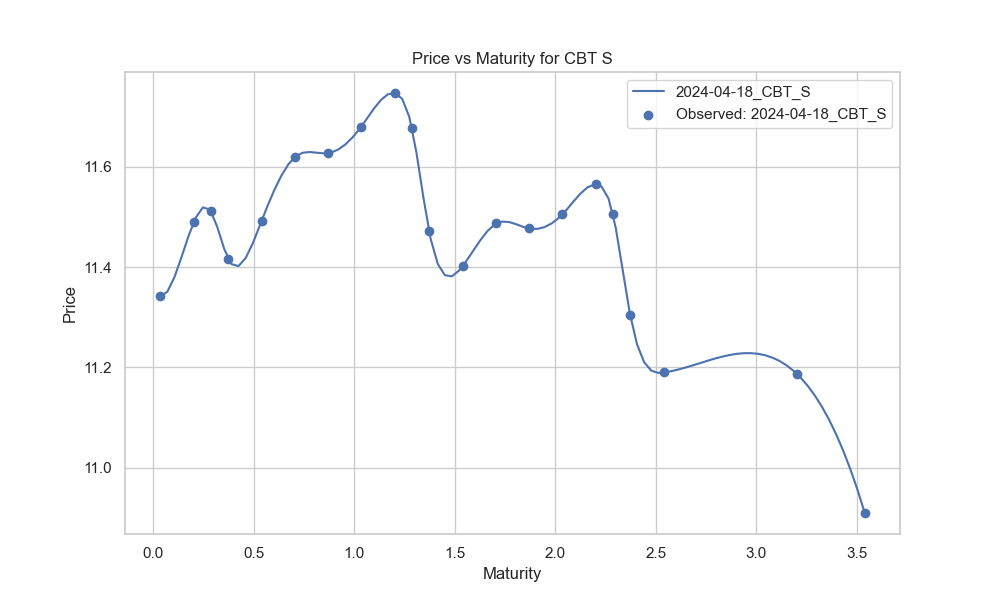 Price vs Maturity for CBT S
2024-04-18_CBT_S
Observed: 2024-04-18_CBT_S
Price
11.6
11.4
11.2
11.0
0.0 0.5 1.0 1.5 2.0 2.5 3.0 3.5
Maturity